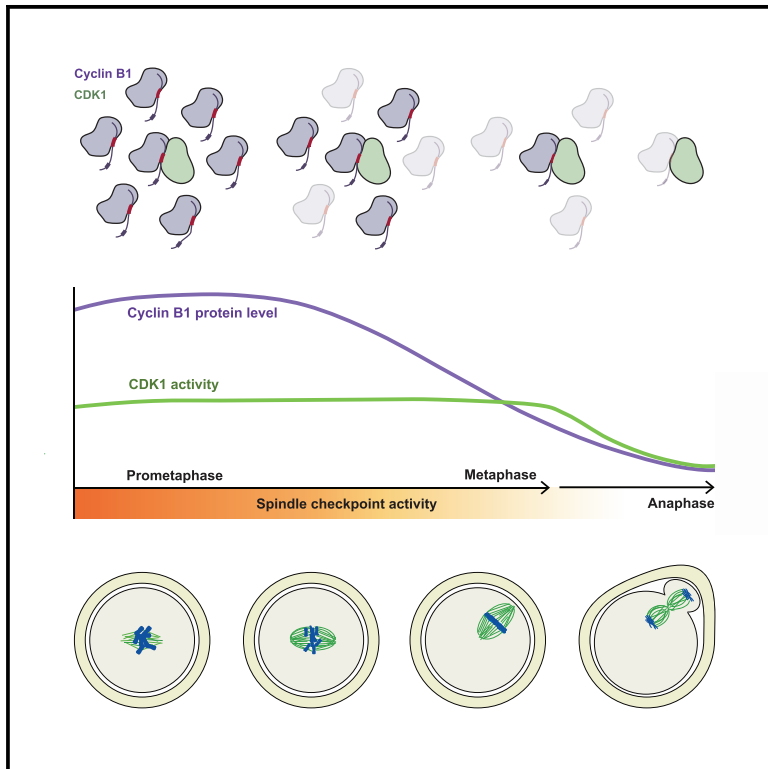 Cyclin B1
CDK1
Cyclin B1 protein level
CDK1 activity
Prometaphase
Metaphase
Spindle checkpoint activity
Anaphase